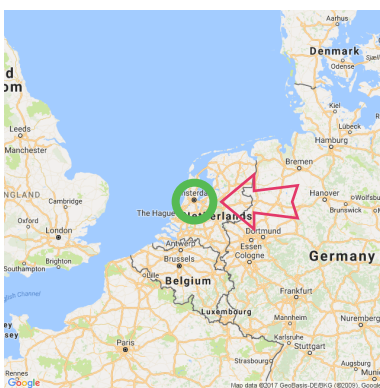 Aarhus
Denmark
Odense
Kiel
Lübeck
Leeds
Manchester
Hamburg
Bremen
Cambridge
Hanover
Wolfsbu
Brunswick
The Hague
Netherlands
Oxford
London
Dortmund
Essen
Antwerp
Cologne
Brighton
Southampton
Brussels
Lille
Germany
Belgium
Frankfurt
Luxembourg
Mannheim
Nuremberg
Karlsruhe
Paris
Stuttgart
Strasbourg
Augsburg
Google
Map data ©2017 GeoBasis-DE/BKG (©2009), Google